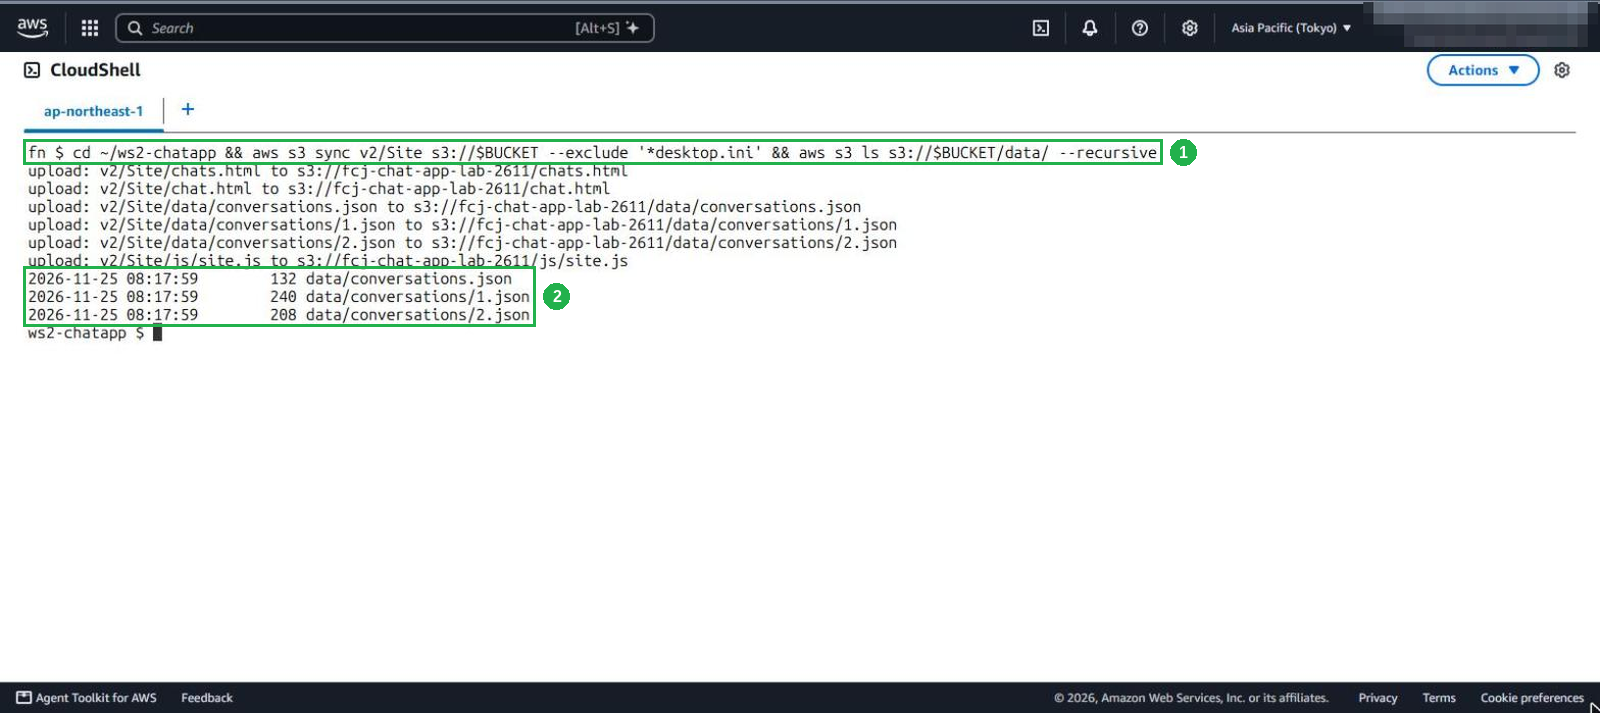 aws
Search [Alt+S]
Asia Pacific (Tokyo)
CloudShell
Actions
ap-northeast-1 +
fn $ cd ~/ws2-chatapp && aws s3 sync v2/Site s3://$BUCKET --exclude '*desktop.ini' && aws s3 ls s3://$BUCKET/data/ --recursive
1
upload: v2/Site/chats.html to s3://fcj-chat-app-lab-2611/chats.html
upload: v2/Site/chat.html to s3://fcj-chat-app-lab-2611/chat.html
upload: v2/Site/data/conversations.json to s3://fcj-chat-app-lab-2611/data/conversations.json
upload: v2/Site/data/conversations/1.json to s3://fcj-chat-app-lab-2611/data/conversations/1.json
upload: v2/Site/data/conversations/2.json to s3://fcj-chat-app-lab-2611/data/conversations/2.json
upload: v2/Site/js/site.js to s3://fcj-chat-app-lab-2611/js/site.js
2026-11-25 08:17:59        132 data/conversations.json
2026-11-25 08:17:59        240 data/conversations/1.json
2
2026-11-25 08:17:59        208 data/conversations/2.json
ws2-chatapp $
Agent Toolkit for AWS Feedback © 2026, Amazon Web Services, Inc. or its affiliates. Privacy Terms Cookie preferences